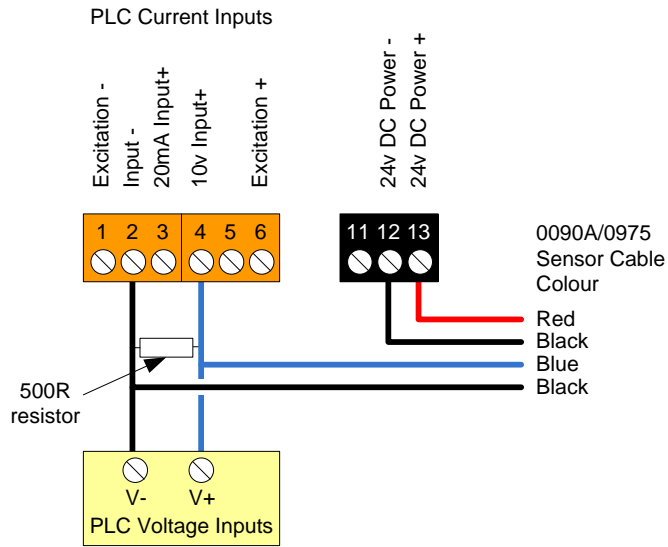 PLC Current Inputs
Excitation -
Input -
20mA Input+
10v Input+
Excitation +
24v DC Power -
24v DC Power +
1 2 3 4 5 6
11 12 13
0090A/0975
Sensor Cable
Colour
Red
Black
Blue
Black
500R
resistor
V- V+
PLC Voltage Inputs